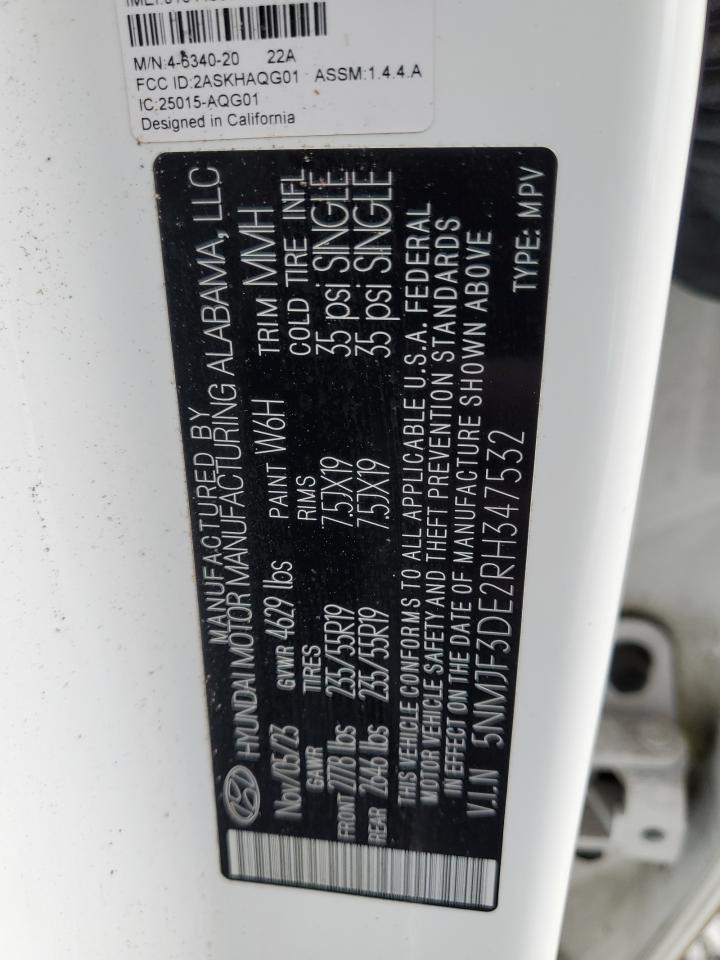 M/N:4-6340-20 22A
FCC ID:2ASKHAQG01 ASSM:1.4.4.A
IC:25015-AQG01
Designed in California
MANUFACTURED BY
HYUNDAI MOTOR MANUFACTURING ALABAMA, LLC
Nov/03/23 GVWR 4629 lbs PAINT W6H TRIM MMH
GAWR TIRES RIMS COLD TIRE INFL
FRONT 2778 lbs 235/55R19 7.5JX19 35 psi SINGLE
REAR 2646 lbs 235/55R19 7.5JX19 35 psi SINGLE
THIS VEHICLE CONFORMS TO ALL APPLICABLE U.S.A. FEDERAL
MOTOR VEHICLE SAFETY AND THEFT PREVENTION STANDARDS
IN EFFECT ON THE DATE OF MANUFACTURE SHOWN ABOVE
V.I.N 5NMJF3DE2RH347532
TYPE: MPV